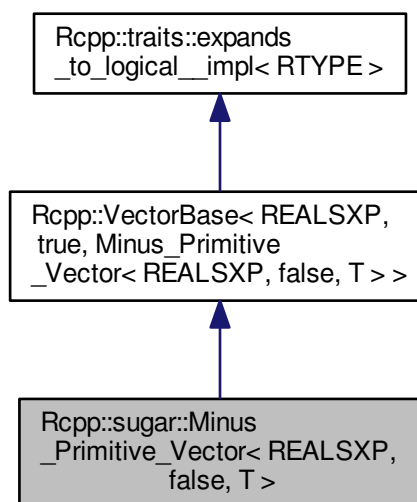 Rcpp::traits::expands
_to_logical__impl< RTYPE >
Rcpp::VectorBase< REALSXP,
true, Minus_Primitive
_Vector< REALSXP, false, T > >
Rcpp::sugar::Minus
_Primitive_Vector< REALSXP,
false, T >